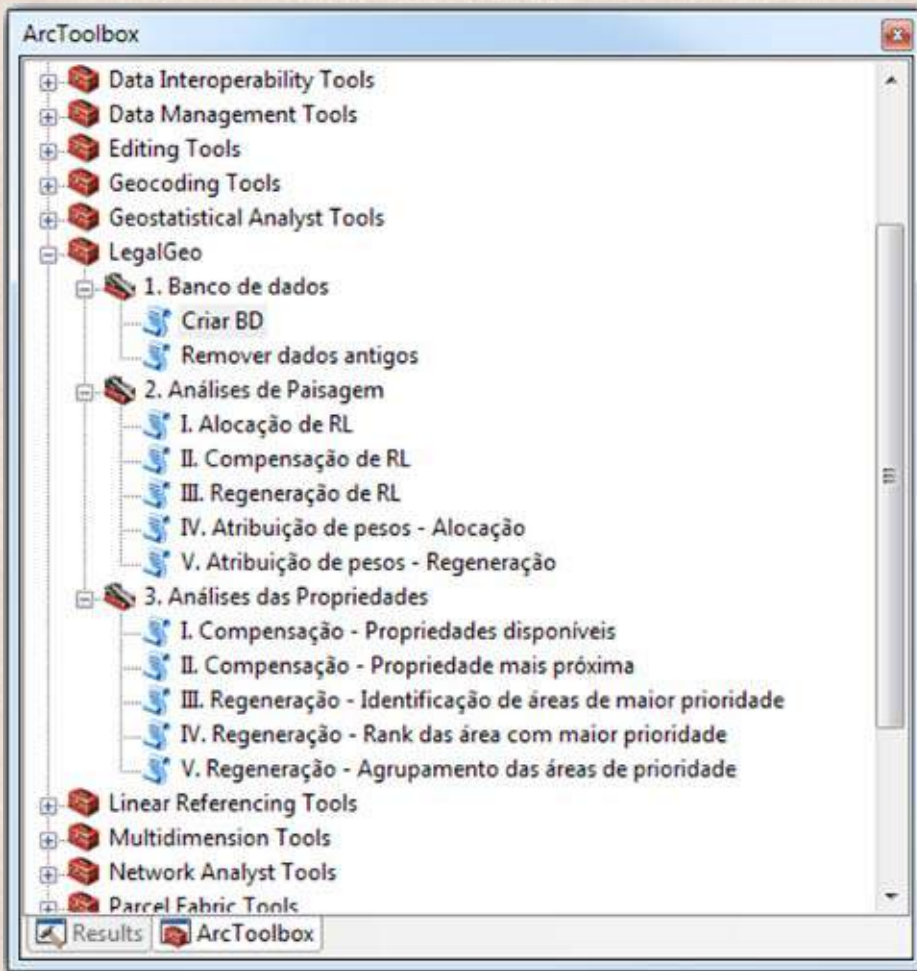 ArcToolbox
Data Interoperability Tools
Data Management Tools
Editing Tools
Geocoding Tools
Geostatistical Analyst Tools
LegalGeo
1. Banco de dados
Criar BD
Remover dados antigos
2. Análises de Paisagem
I. Alocação de RL
II. Compensação de RL
III. Regeneração de RL
IV. Atribuição de pesos - Alocação
V. Atribuição de pesos - Regeneração
3. Análises das Propriedades
I. Compensação - Propriedades disponíveis
II. Compensação - Propriedade mais próxima
III. Regeneração - Identificação de áreas de maior prioridade
IV. Regeneração - Rank das área com maior prioridade
V. Regeneração - Agrupamento das áreas de prioridade
Linear Referencing Tools
Multidimension Tools
Network Analyst Tools
Parcel Fabric Tools
Results ArcToolbox